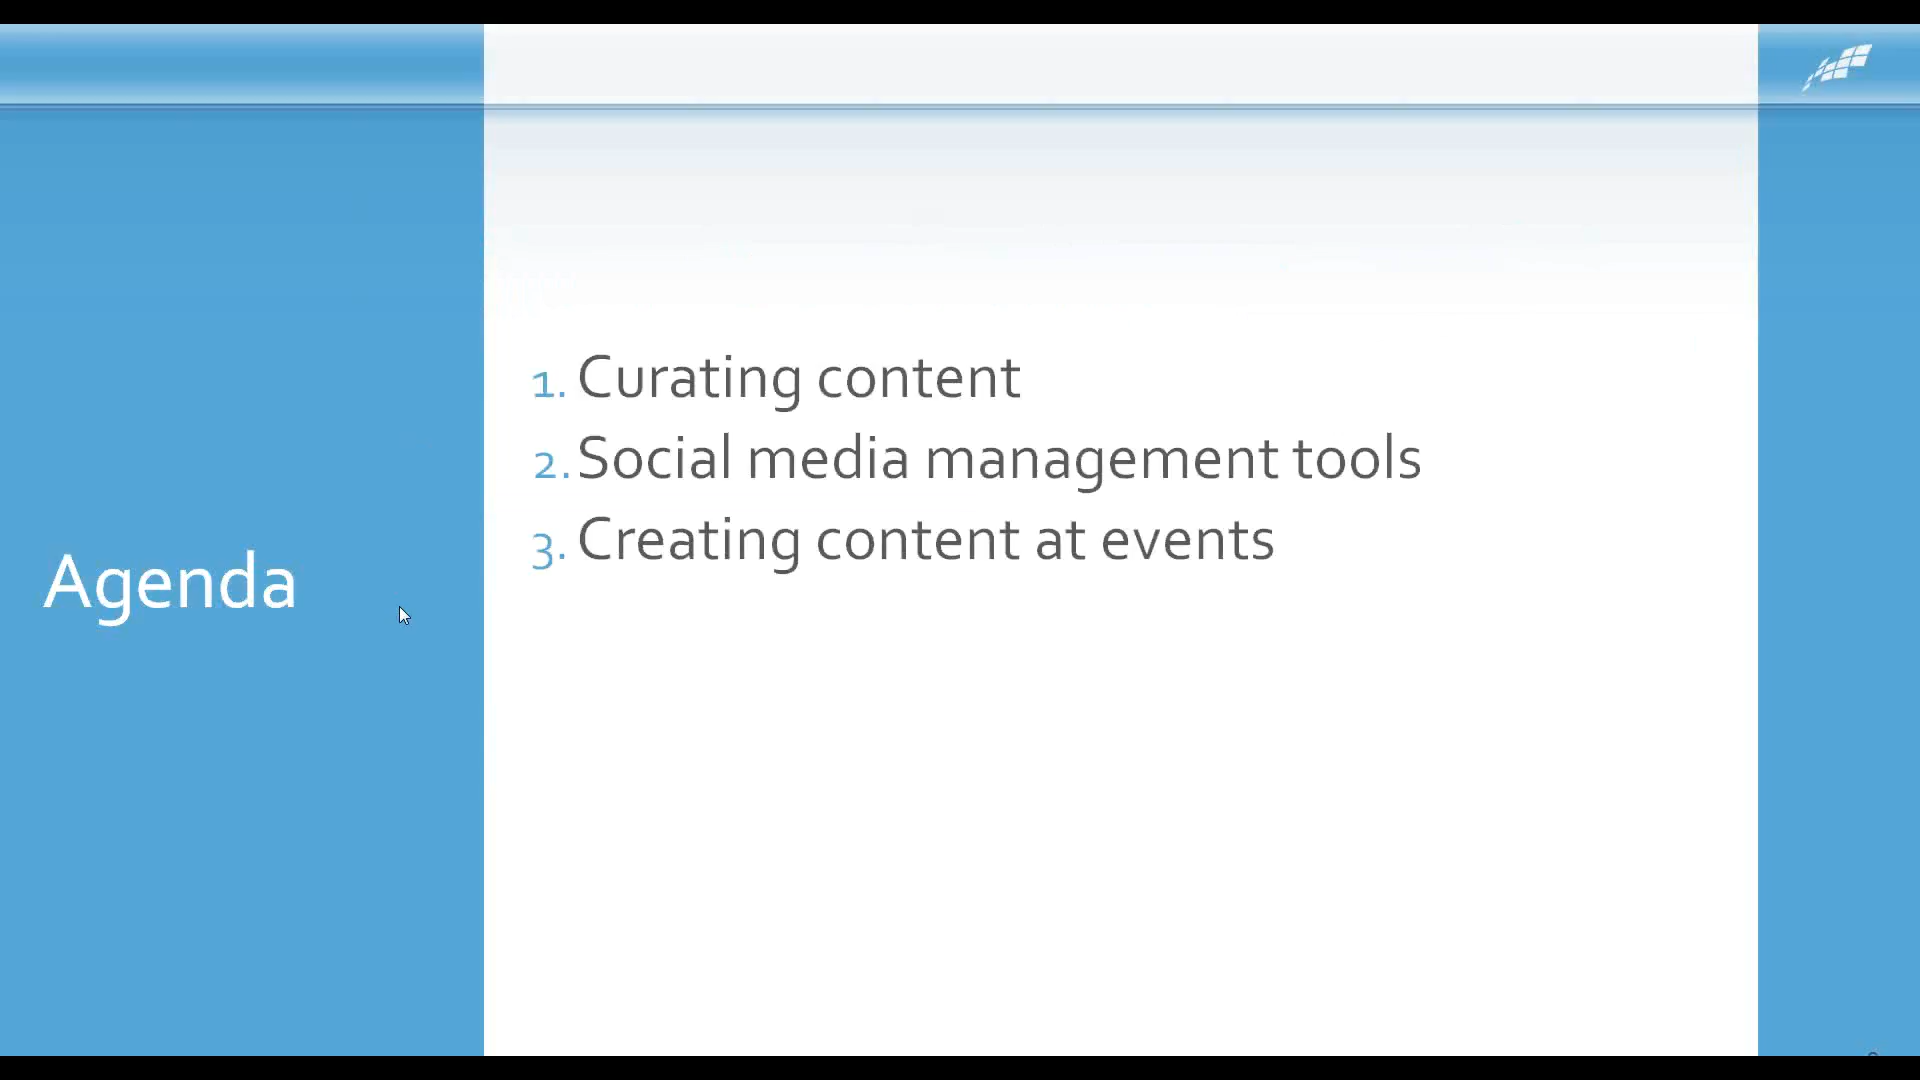 Agenda
1. Curating content
2. Social media management tools
3. Creating content at events